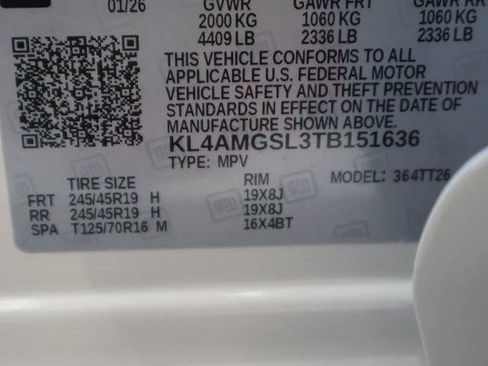 01/26 GVWR GAWR FRT GAWR RR
2000 KG 1060 KG 1060 KG
4409 LB 2336 LB 2336 LB
THIS VEHICLE CONFORMS TO ALL
APPLICABLE U.S. FEDERAL MOTOR
VEHICLE SAFETY AND THEFT PREVENTION
STANDARDS IN EFFECT ON THE DATE OF
MANUFACTURE SHOWN ABOVE.
KL4AMGSL3TB151636
TYPE: MPV MODEL: 364TT26
TIRE SIZE RIM
FRT 245/45R19 H 19X8J
RR 245/45R19 H 19X8J
SPA T125/70R16 M 16X4BT
gm